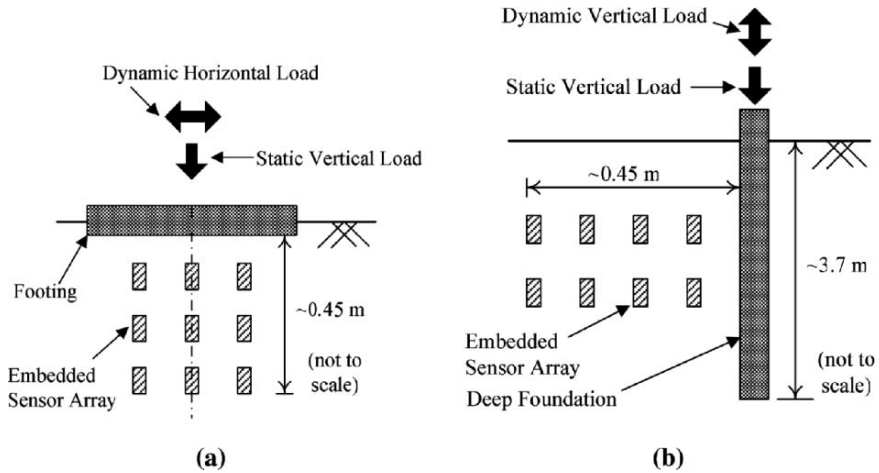 Dynamic Horizontal Load
Static Vertical Load
Footing
~0.45 m
Embedded
Sensor Array
(not to
scale)
(a)
Dynamic Vertical Load
Static Vertical Load
~0.45 m
~3.7 m
Embedded
Sensor Array
Deep Foundation
(not to
scale)
(b)